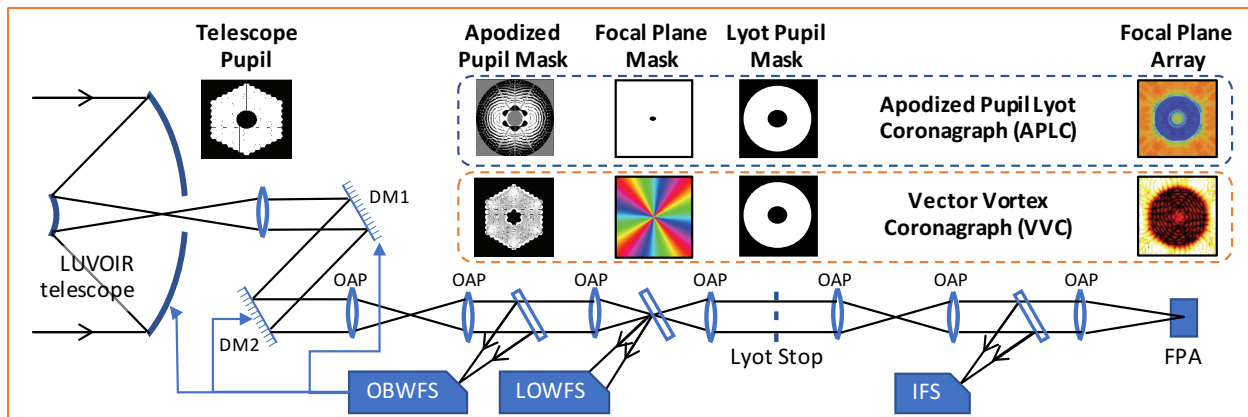 Telescope
Pupil
Apodized
Pupil Mask
Focal Plane
Mask
Lyot Pupil
Mask
Focal Plane
Array
Apodized Pupil Lyot
Coronagraph (APLC)
Vector Vortex
Coronagraph (VVC)
DM1
LUVOIR
telescope
DM2
OAP
OAP
OAP
OAP
OAP
OAP
OAP
Lyot Stop
FPA
OBWFS
LOWFS
IFS